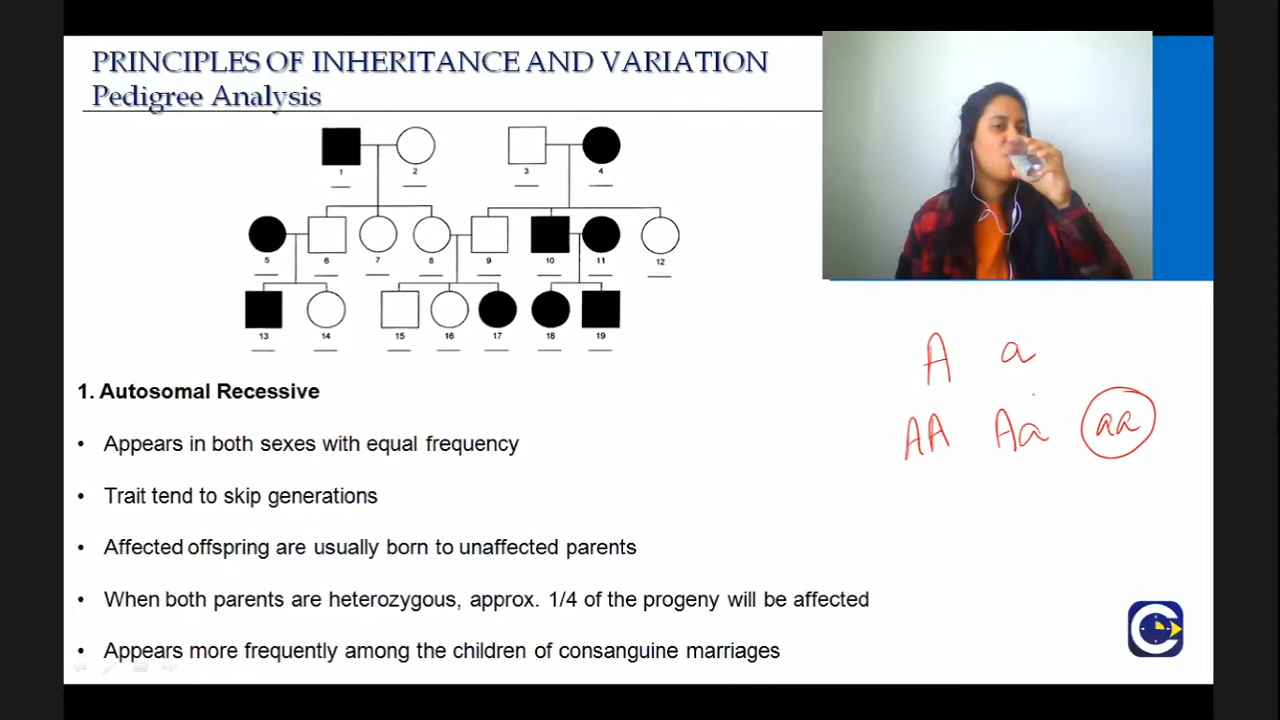 PRINCIPLES OF INHERITANCE AND VARIATION
Pedigree Analysis
1 2 3 4
5 6 7 8 9 10 11 12
13 14 15 16 17 18 19
A a
AA Aa aa
1. Autosomal Recessive
• Appears in both sexes with equal frequency
• Trait tend to skip generations
• Affected offspring are usually born to unaffected parents
• When both parents are heterozygous, approx. 1/4 of the progeny will be affected
• Appears more frequently among the children of consanguine marriages